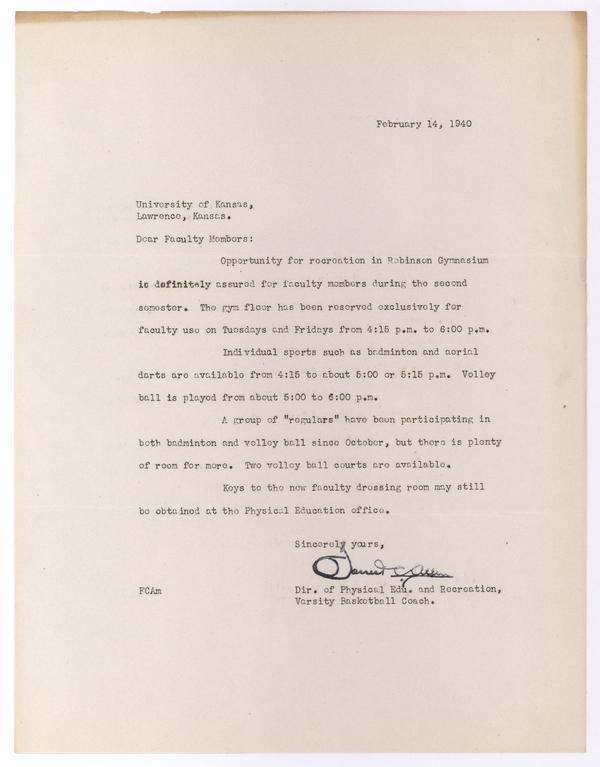 February 14, 1940
University of Kansas,
Lawrence, Kansas.
Dear Faculty Members:
Opportunity for recreation in Robinson Gymnasium
is definitely assured for faculty members during the second
semester. The gym floor has been reserved exclusively for
faculty use on Tuesdays and Fridays from 4:15 p.m. to 6:00 p.m.
Individual sports such as badminton and aerial
darts are available from 4:15 to about 5:00 or 5:15 p.m. Volley
ball is played from about 5:00 to 6:00 p.m.
A group of "regulars" have been participating in
both badminton and volley ball since October, but there is plenty
of room for more. Two volley ball courts are available.
Keys to the new faculty dressing room may still
be obtained at the Physical Education office.
Sincerely yours,
Forrest C. Allen
FCAm
Dir. of Physical Edu. and Recreation,
Varsity Basketball Coach.